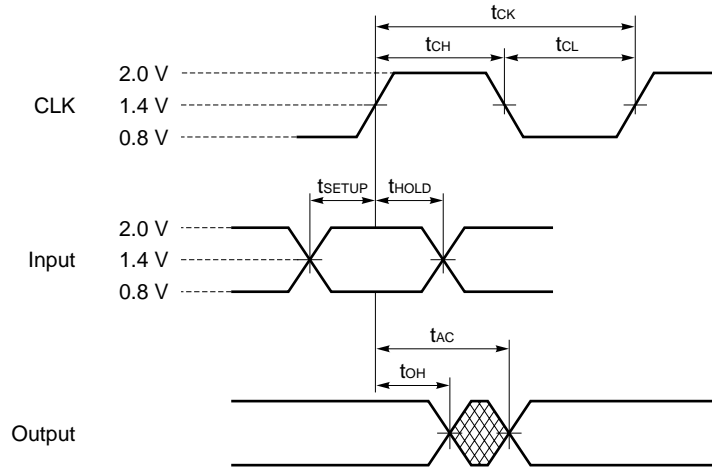 tCK
tCH tCL
2.0 V
CLK 1.4 V
0.8 V
tSETUP tHOLD
2.0 V
Input 1.4 V
0.8 V
tAC
tOH
Output